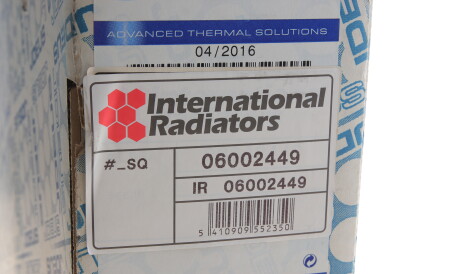 ADVANCED THERMAL SOLUTIONS
04/2016
International
Radiators
#_SQ
06002449
IR 06002449
5 410909 552350